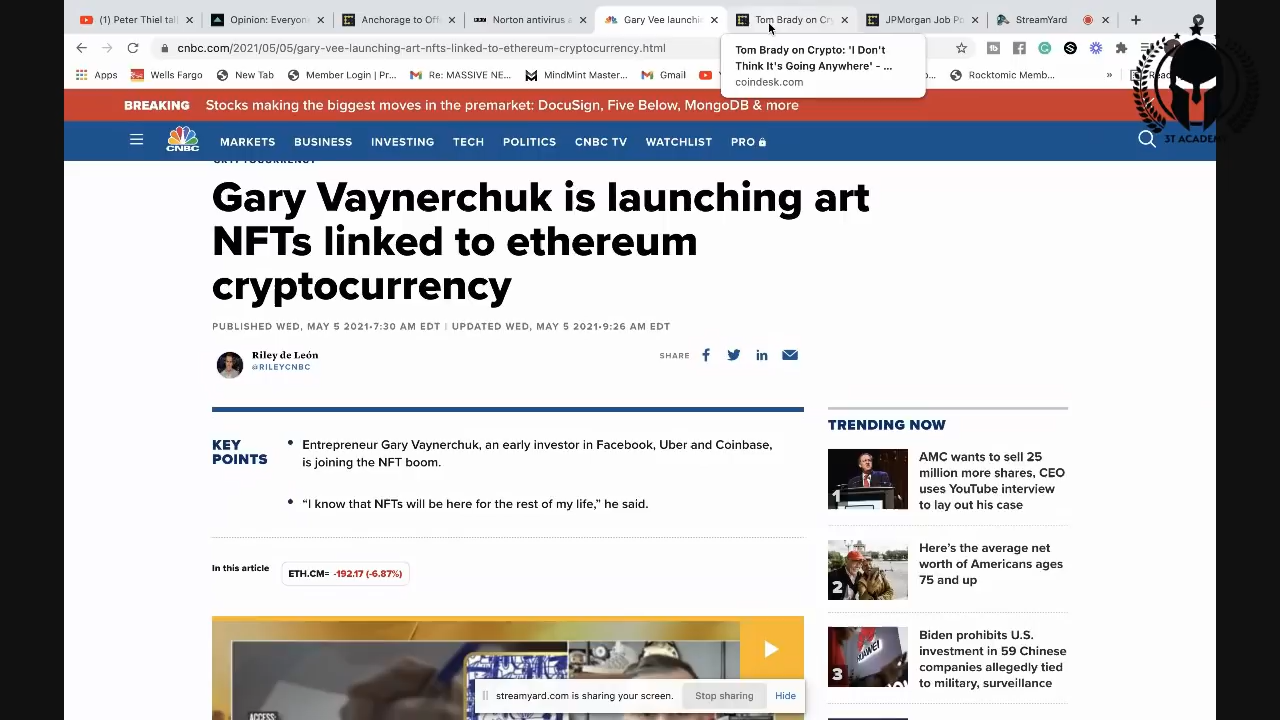 (1) Peter Thiel tal
Opinion: Everyon
Anchorage to Off
Norton antivirus a
Gary Vee launchi
Tom Brady on Cr
JPMorgan Job Po
StreamYard
cnbc.com/2021/05/05/gary-vee-launching-art-nfts-linked-to-ethereum-cryptocurrency.html
Tom Brady on Crypto: 'I Don't
Think It's Going Anywhere' - ...
coindesk.com
Apps
Wells Fargo
New Tab
Member Login | Pr...
Re: MASSIVE NE...
MindMint Master...
Gmail
Rocktomic Memb...
»
BREAKING
Stocks making the biggest moves in the premarket: DocuSign, Five Below, MongoDB & more
3T ACADEMY
CNBC
MARKETS
BUSINESS
INVESTING
TECH
POLITICS
CNBC TV
WATCHLIST
PRO
CRYPTOCURRENCY
Gary Vaynerchuk is launching art
NFTs linked to ethereum
cryptocurrency
PUBLISHED WED, MAY 5 2021•7:30 AM EDT | UPDATED WED, MAY 5 2021•9:26 AM EDT
Riley de León
@RILEYCNBC
SHARE
KEY
POINTS
• Entrepreneur Gary Vaynerchuk, an early investor in Facebook, Uber and Coinbase,
is joining the NFT boom.
• “I know that NFTs will be here for the rest of my life,” he said.
In this article
ETH.CM= -192.17 (-6.87%)
TRENDING NOW
1
AMC wants to sell 25
million more shares, CEO
uses YouTube interview
to lay out his case
2
Here’s the average net
worth of Americans ages
75 and up
3
Biden prohibits U.S.
investment in 59 Chinese
companies allegedly tied
to military, surveillance
HUAWEI
ACCESS
streamyard.com is sharing your screen.
Stop sharing
Hide